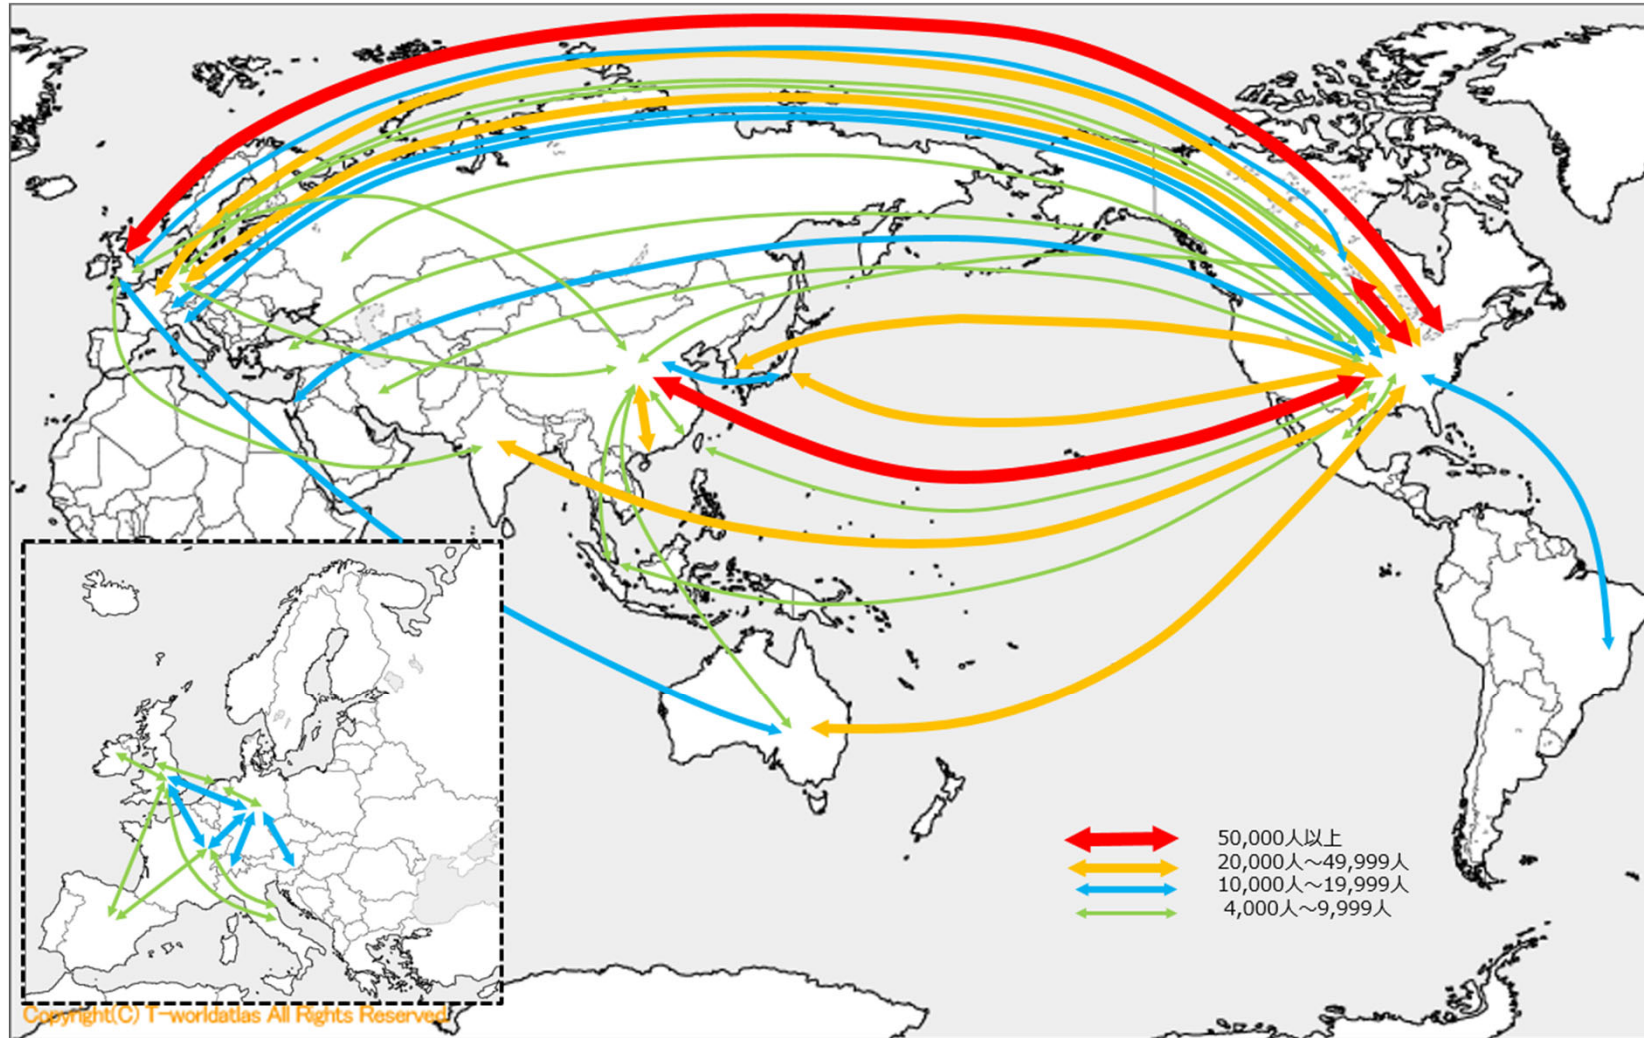 50,000人以上
20,000人～49,999人
10,000人～19,999人
4,000人～9,999人
Copyright(C) T-worldatlas All Rights Reserved